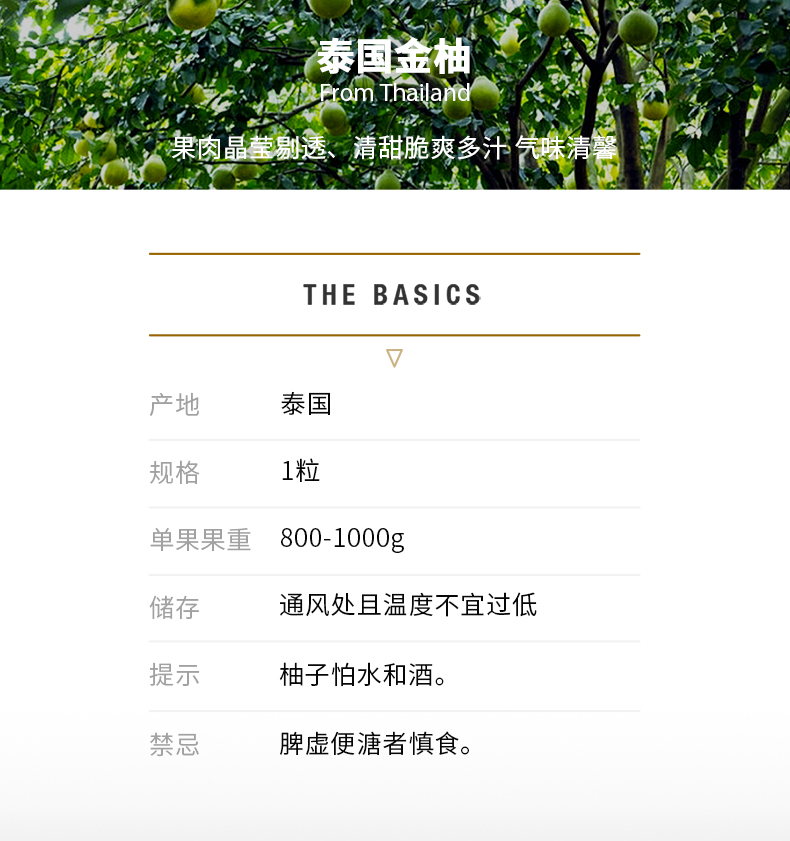 泰国金柚
From Thailand
果肉晶莹剔透、清甜脆爽多汁 气味清馨
THE BASICS
产地 泰国
规格 1粒
单果果重 800-1000g
储存 通风处且温度不宜过低
提示 柚子怕水和酒。
禁忌 脾虚便溏者慎食。